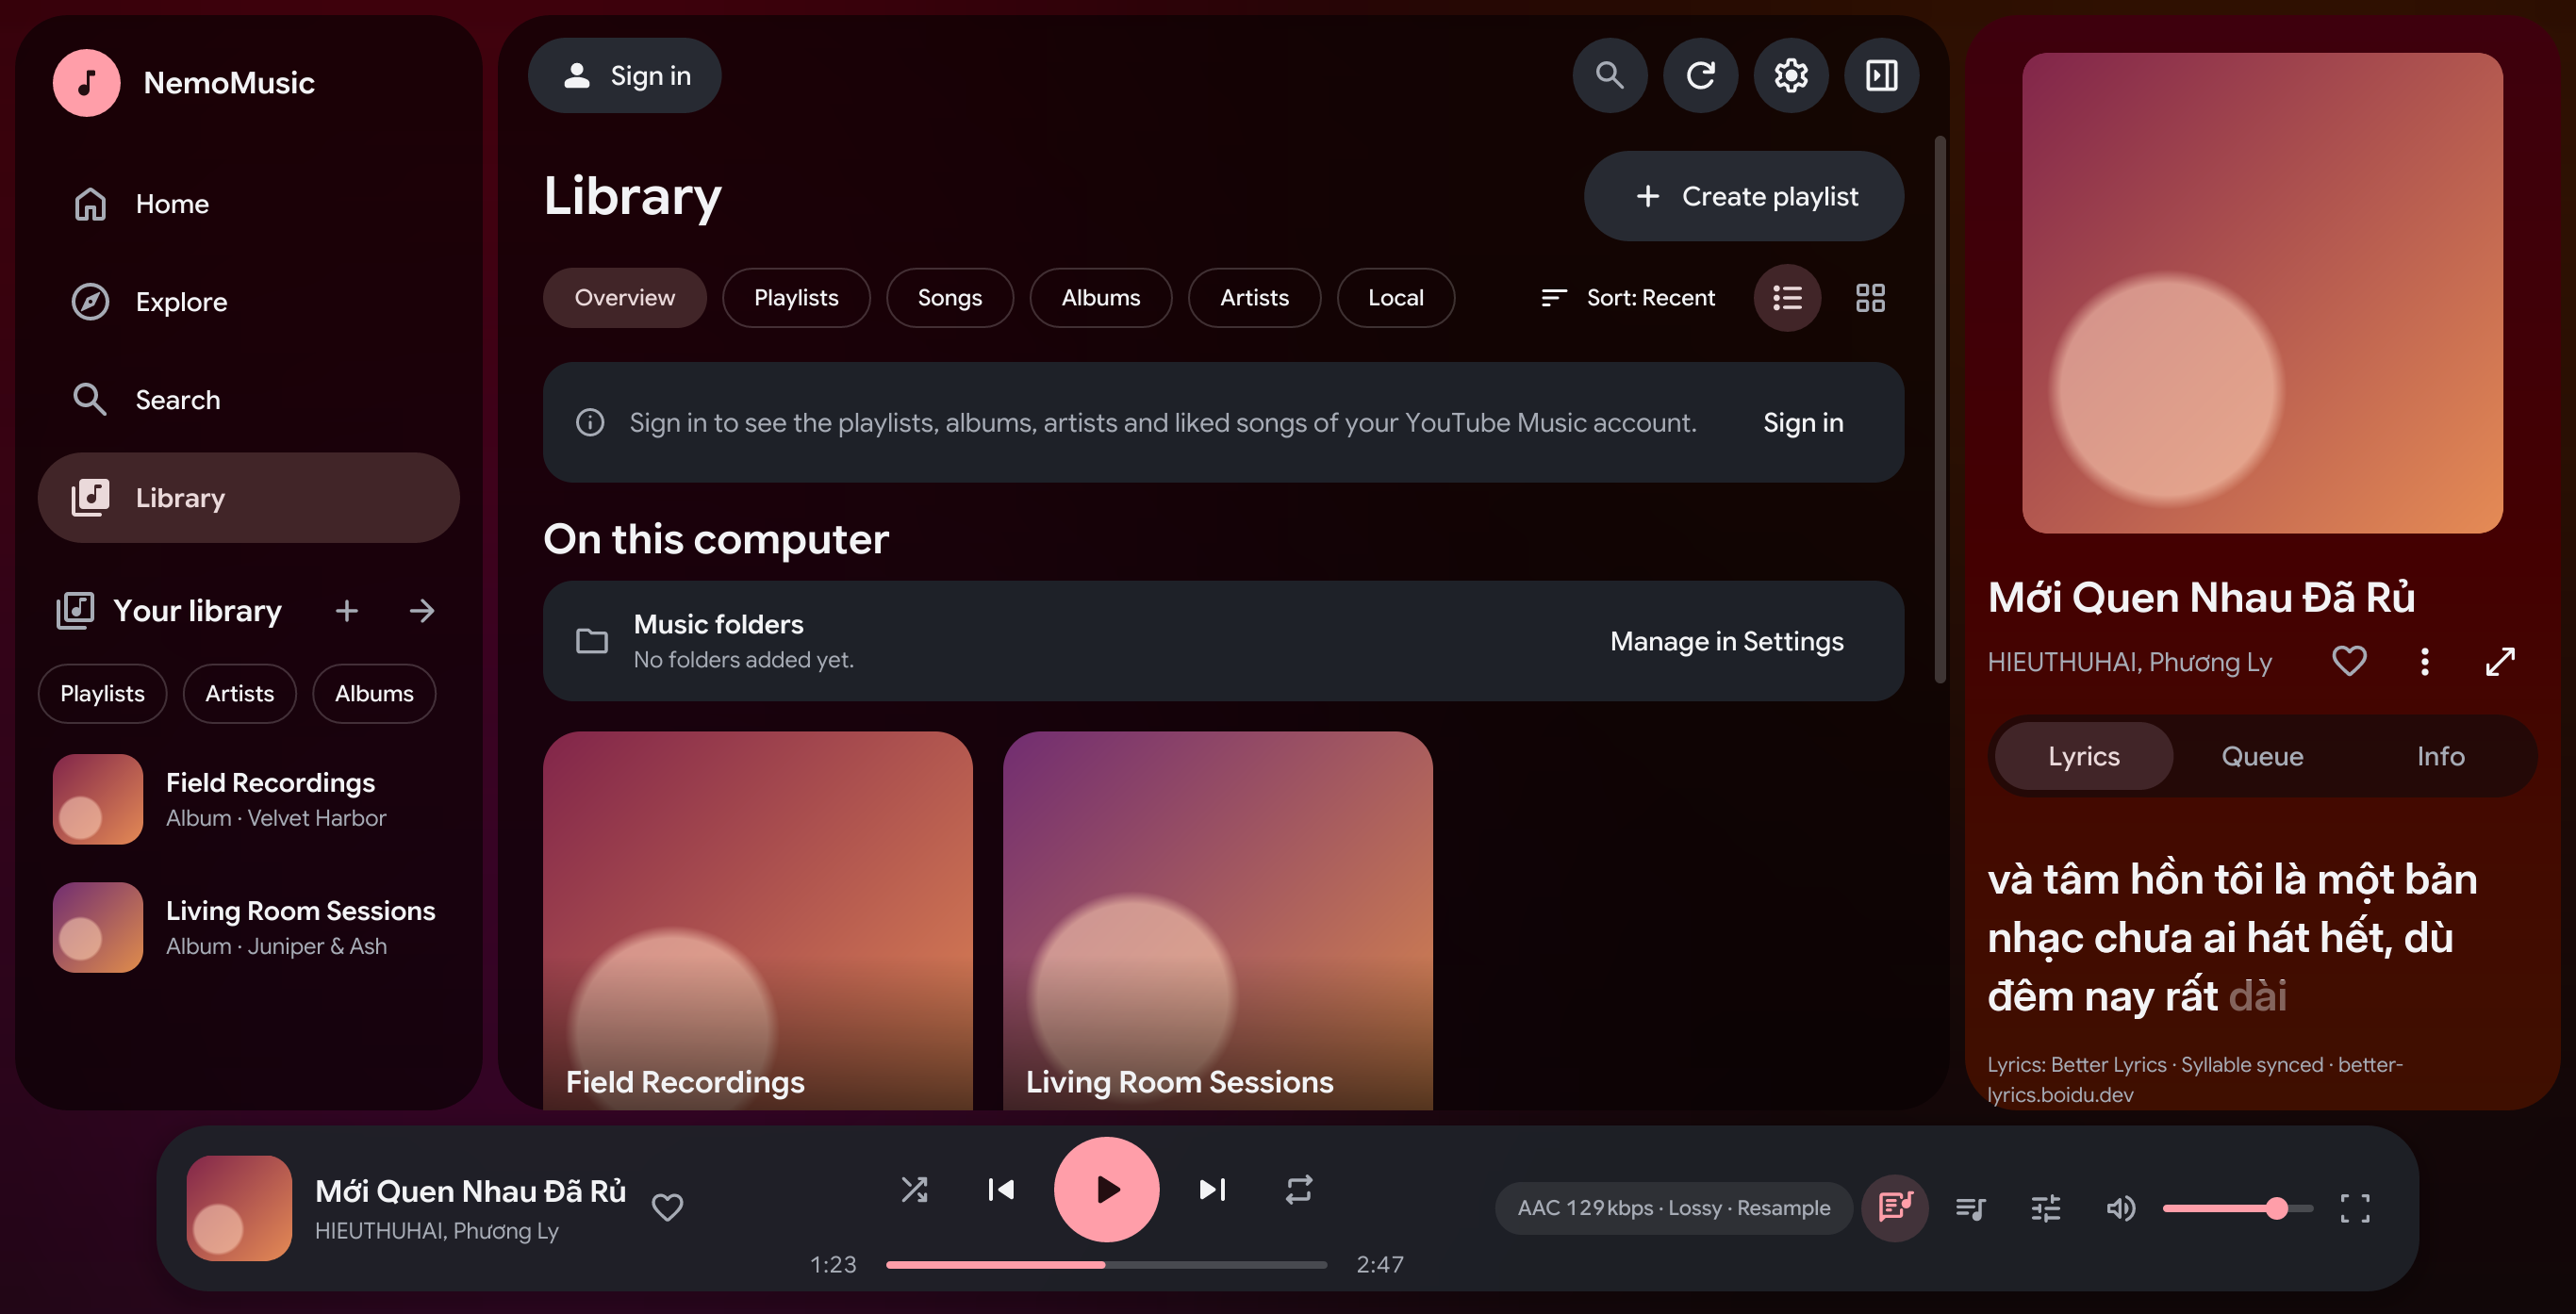 NemoMusic
Home
Explore
Search
Library
Your library
Playlists
Artists
Albums
Field Recordings
Album · Velvet Harbor
Living Room Sessions
Album · Juniper & Ash
Sign in
Library
Create playlist
Overview
Playlists
Songs
Albums
Artists
Local
Sort: Recent
Sign in to see the playlists, albums, artists and liked songs of your YouTube Music account.
Sign in
On this computer
Music folders
No folders added yet.
Manage in Settings
Field Recordings
Living Room Sessions
Mới Quen Nhau Đã Rủ
HIEUTHUHAI, Phương Ly
Lyrics
Queue
Info
và tâm hồn tôi là một bản
nhạc chưa ai hát hết, dù
đêm nay rất dài
Lyrics: Better Lyrics · Syllable synced · better-
lyrics.boidu.dev
Mới Quen Nhau Đã Rủ
HIEUTHUHAI, Phương Ly
1:23
2:47
AAC 129 kbps · Lossy · Resample